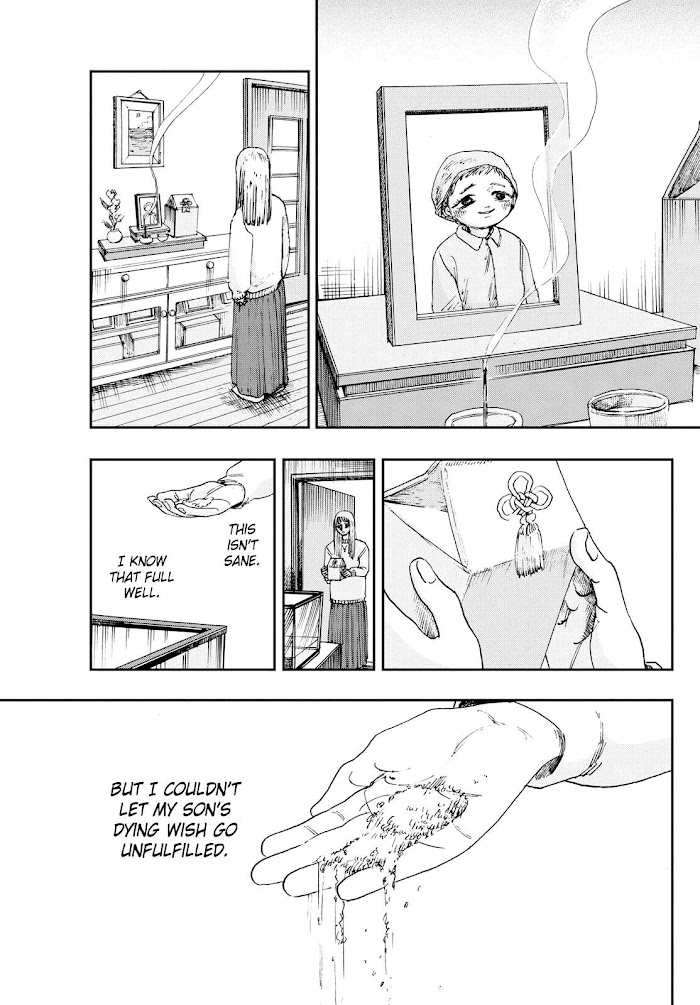 THIS
ISN'T
SANE.
I KNOW
THAT FULL
WELL.
BUT I COULDN'T
LET MY SON'S
DYING WISH GO
UNFULFILLED.